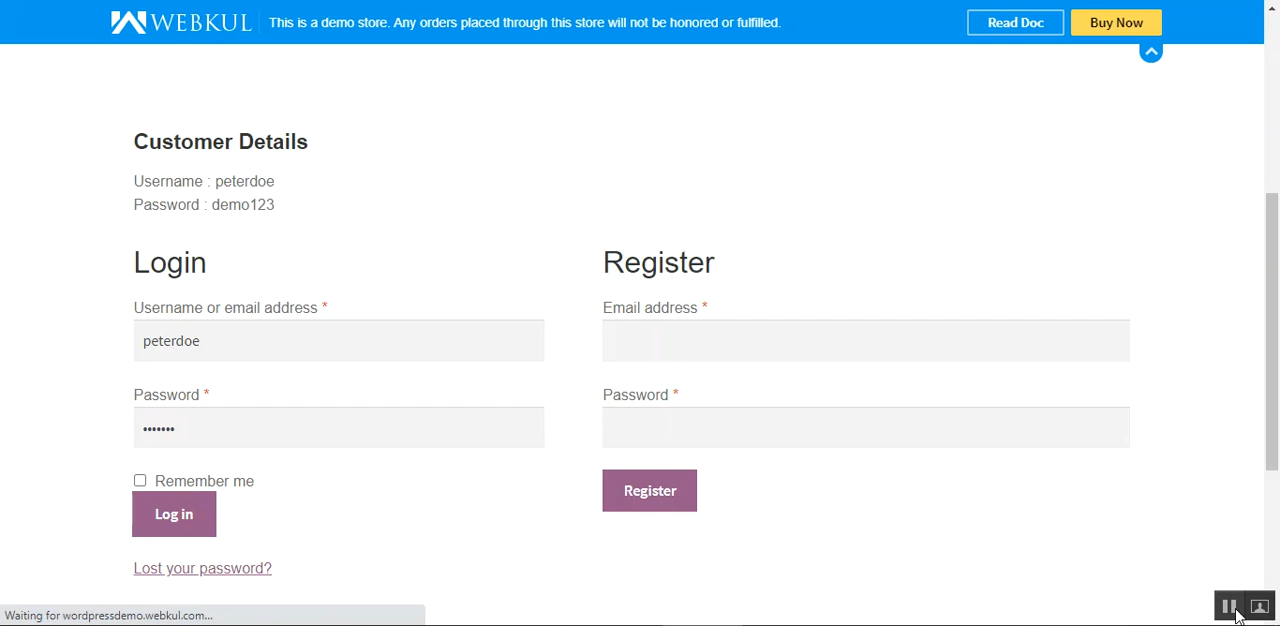 WEBKUL This is a demo store. Any orders placed through this store will not be honored or fulfilled. Read Doc Buy Now
Customer Details
Username : peterdoe
Password : demo123
Login Register
Username or email address * Email address *
peterdoe
Password * Password *
•••••••
Remember me
Register
Log in
Lost your password?
Waiting for wordpressdemo.webkul.com...